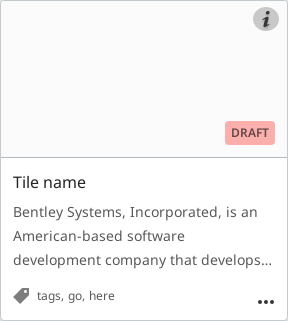 i
DRAFT
Tile name
Bentley Systems, Incorporated, is an
American-based software
development company that develops...
tags, go, here